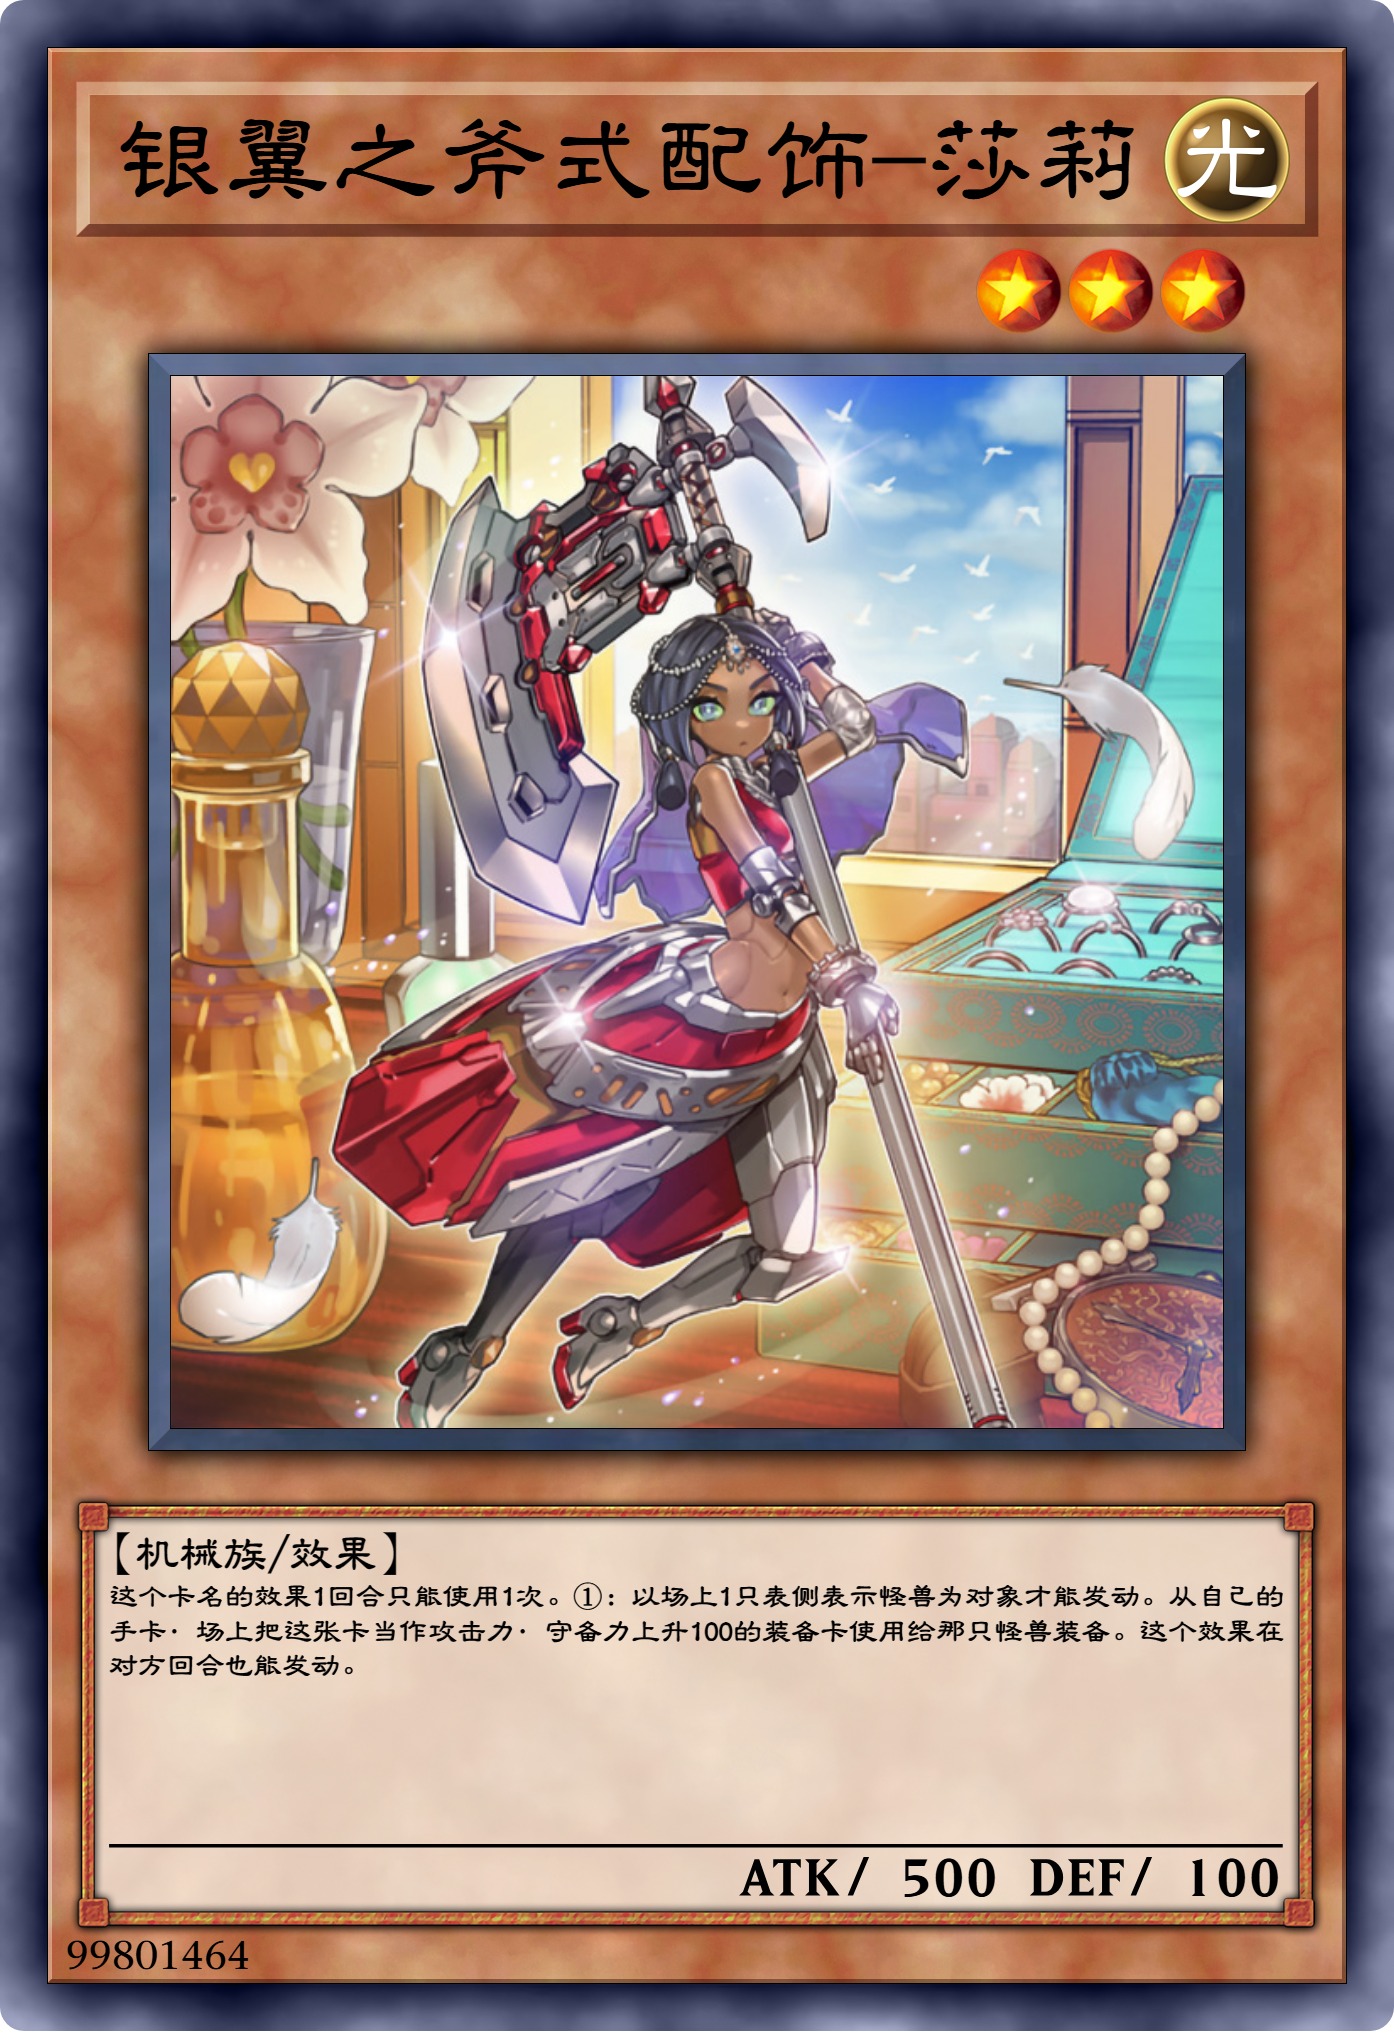 银翼之斧式配饰-莎莉 光
【机械族/效果】
这个卡名的效果1回合只能使用1次。①：以场上1只表侧表示怪兽为对象才能发动。从自己的
手卡·场上把这张卡当作攻击力·守备力上升100的装备卡使用给那只怪兽装备。这个效果在
对方回合也能发动。
ATK/ 500 DEF/ 100
99801464